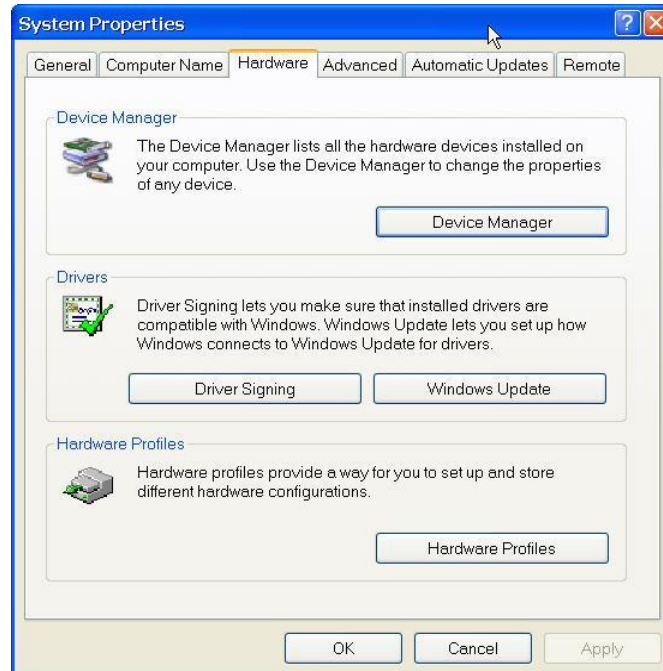 System Properties
General Computer Name Hardware Advanced Automatic Updates Remote
Device Manager
The Device Manager lists all the hardware devices installed on
your computer. Use the Device Manager to change the properties
of any device.
Device Manager
Drivers
Driver Signing lets you make sure that installed drivers are
compatible with Windows. Windows Update lets you set up how
Windows connects to Windows Update for drivers.
Driver Signing Windows Update
Hardware Profiles
Hardware profiles provide a way for you to set up and store
different hardware configurations.
Hardware Profiles
OK Cancel Apply